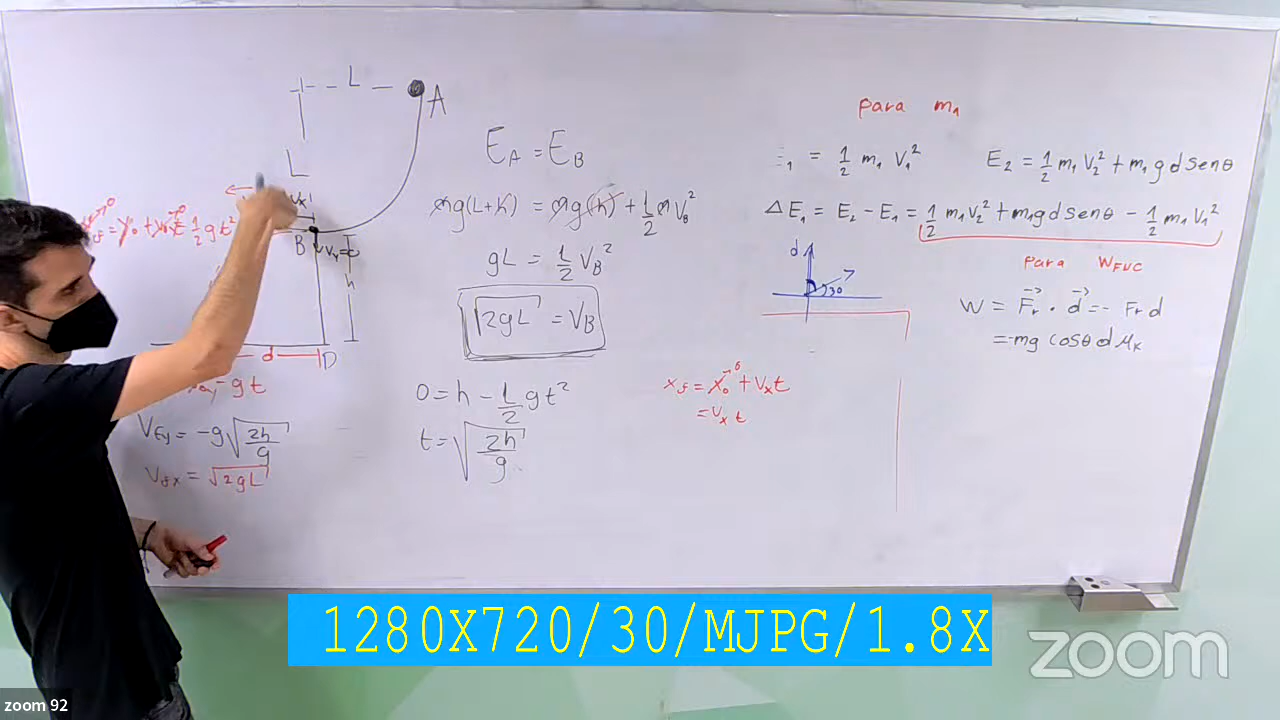 L
A
L
B
h
d
D
E_A = E_B
mg(L+h) = mg(h) + 1/2 m V_B^2
gL = 1/2 V_B^2
√2gL = V_B
0 = h - 1/2 g t^2
t = √(2h/g)
- g t
V_fy = -g √(2h/g)
V_fx = √2gL
x_f = x_0 + V_x t
= V_x t
para m_1
E_1 = 1/2 m_1 V_1^2
E_2 = 1/2 m_1 V_2^2 + m_1 g d Senθ
ΔE_1 = E_2 - E_1 = 1/2 m_1 V_2^2 + m_1 g d Senθ - 1/2 m_1 V_1^2
para W_FNC
d
30
W = F_r · d = - F_r d
= -mg cosθ d μ_k
1280X720/30/MJPG/1.8X
zoom
zoom 92